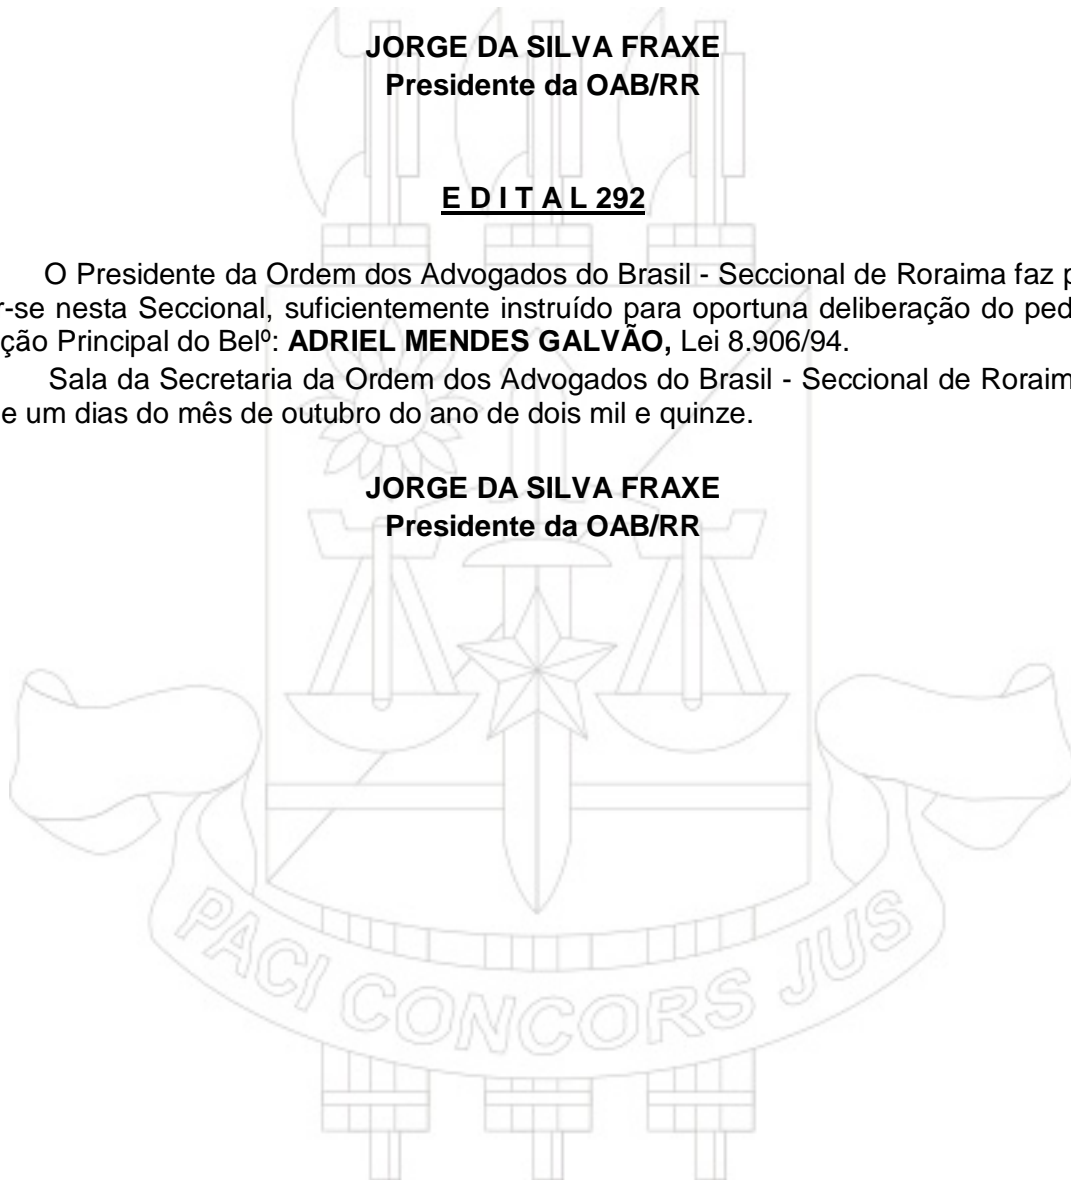 JORGE DA SILVA FRAXE
Presidente da OAB/RR
E D I T A L 292
O Presidente da Ordem dos Advogados do Brasil - Seccional de Roraima faz p
r-se nesta Seccional, suficientemente instruído para oportuna deliberação do ped
ção Principal do Belº: ADRIEL MENDES GALVÃO, Lei 8.906/94.
Sala da Secretaria da Ordem dos Advogados do Brasil - Seccional de Roraim
e um dias do mês de outubro do ano de dois mil e quinze.
JORGE DA SILVA FRAXE
Presidente da OAB/RR
PACI CONCORS JUS